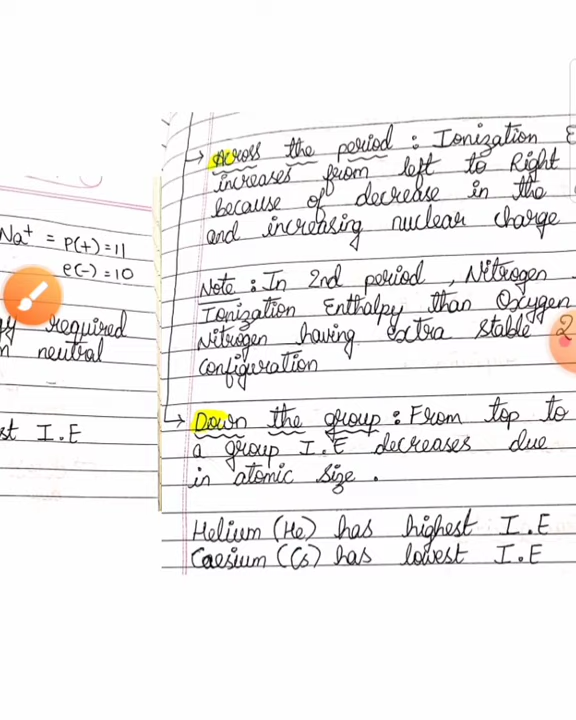 Na+ = P(+) = 11
e(-) = 10
required
neutral
st I.E
→ Across the period : Ionization E
increases from left to Right
because of decrease in the
and increasing nuclear charge
Note : In 2nd period , Nitrogen
Ionization Enthalpy than Oxygen
Nitrogen having extra stable 2
configuration
→ Down the group : From top to
a group I.E decreases due
in atomic size .
Helium (He) has highest I.E
Caesium (Cs) has lowest I.E